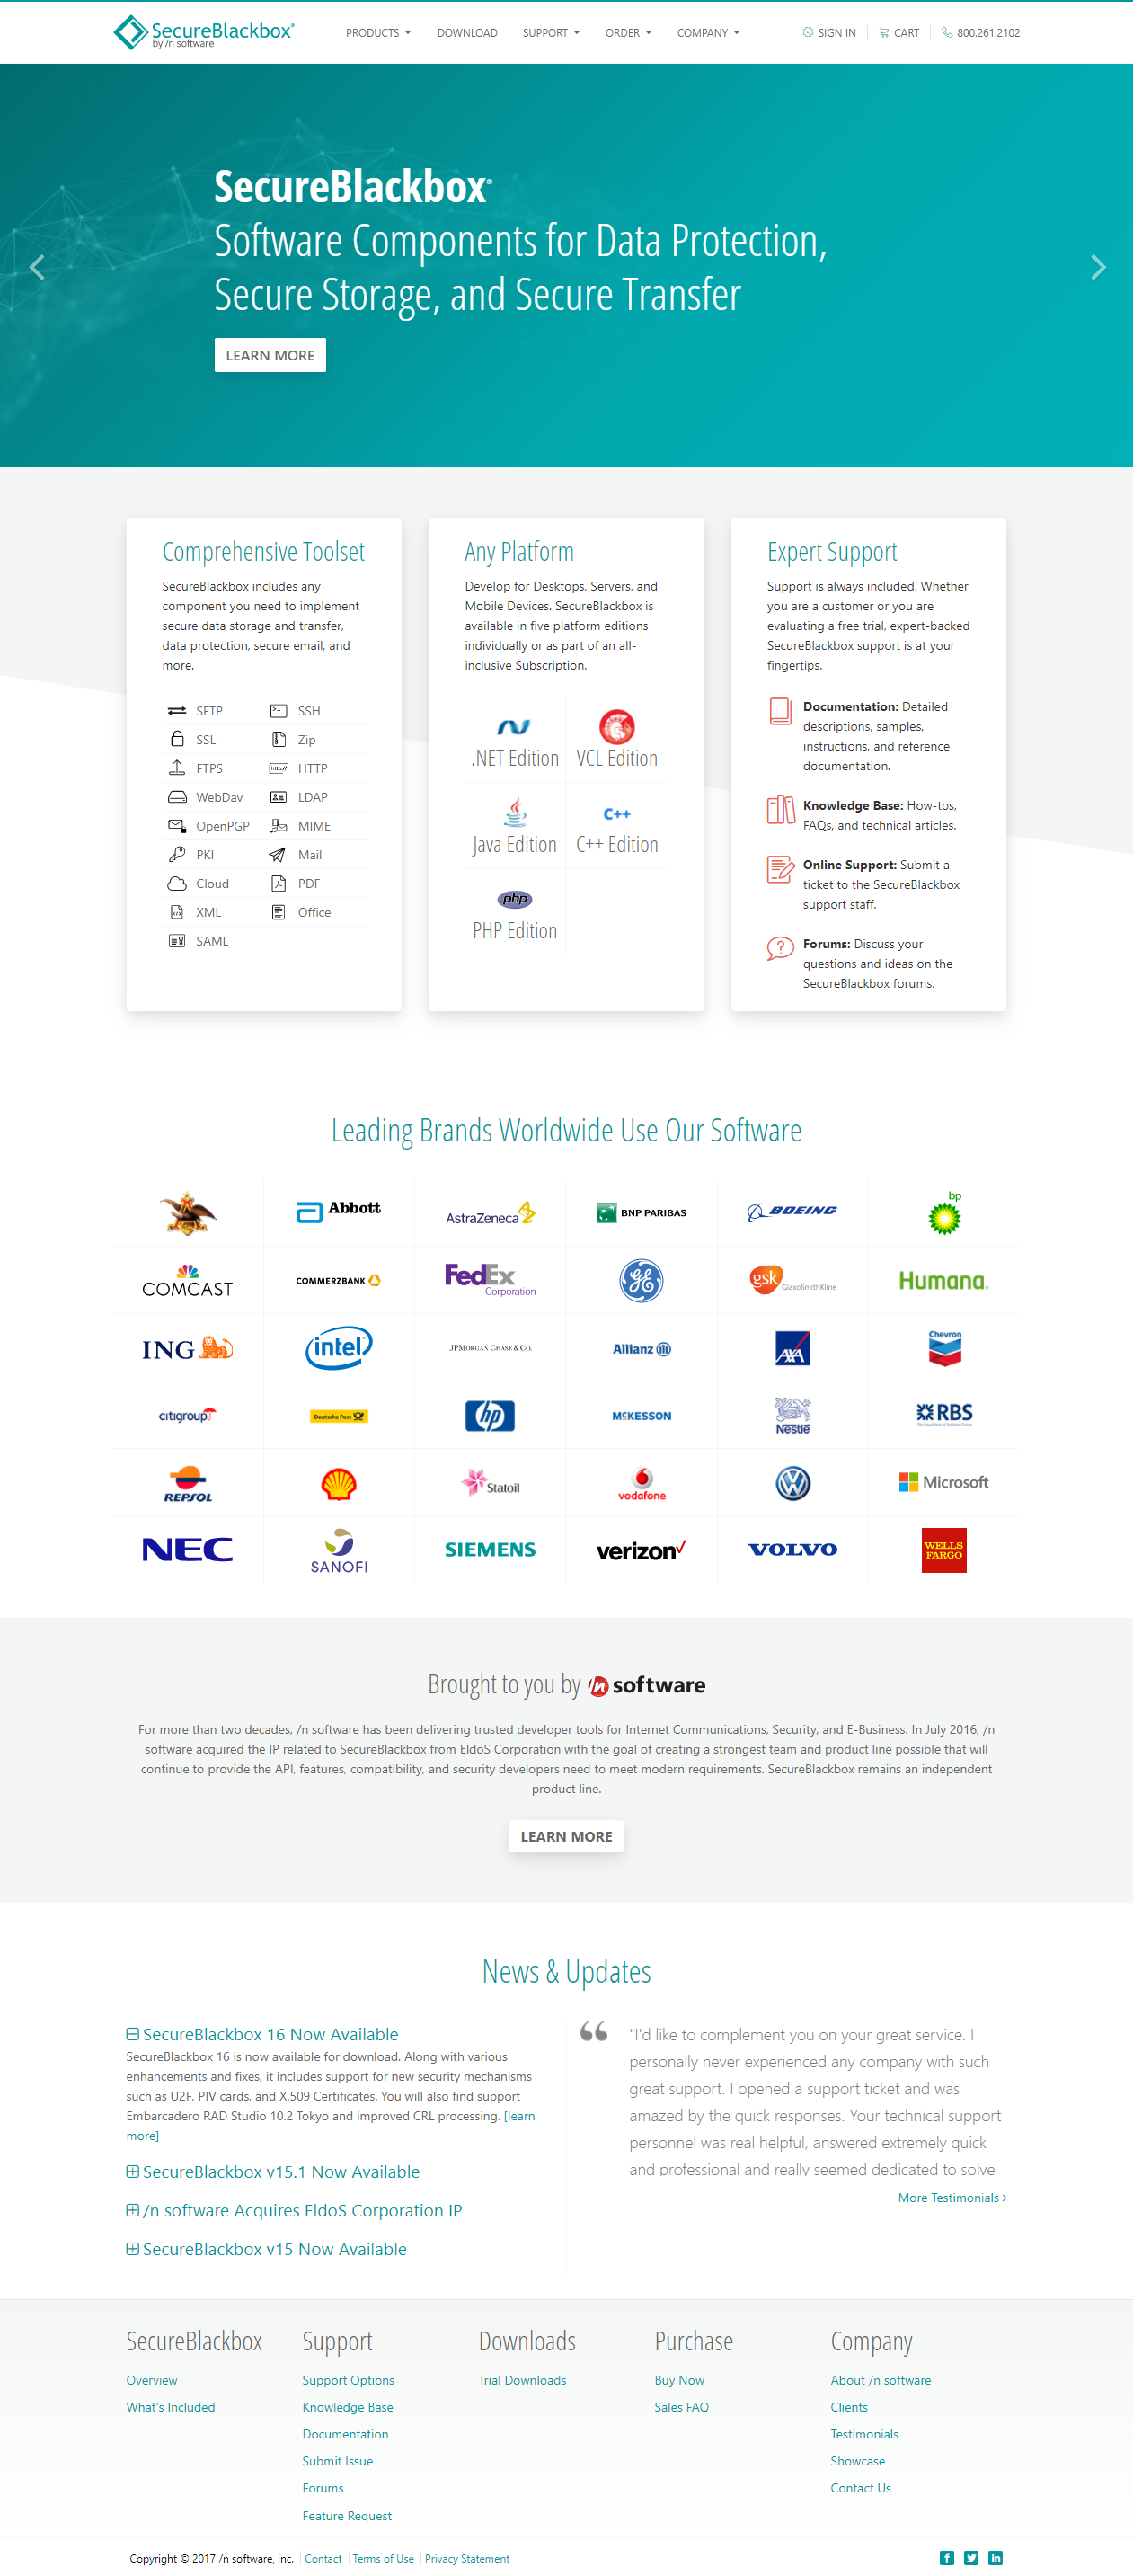 SecureBlackbox®
by /n software
PRODUCTS
DOWNLOAD
SUPPORT
ORDER
COMPANY
SIGN IN
CART
800.261.2102
SecureBlackbox®
Software Components for Data Protection,
Secure Storage, and Secure Transfer
LEARN MORE
Comprehensive Toolset
SecureBlackbox includes any
component you need to implement
secure data storage and transfer,
data protection, secure email, and
more.
SFTP SSH
SSL Zip
FTPS HTTP
WebDav LDAP
OpenPGP MIME
PKI Mail
Cloud PDF
XML Office
SAML
Any Platform
Develop for Desktops, Servers, and
Mobile Devices. SecureBlackbox is
available in five platform editions
individually or as part of an all-
inclusive Subscription.
.NET Edition VCL Edition
C++
Java Edition C++ Edition
php
PHP Edition
Expert Support
Support is always included. Whether
you are a customer or you are
evaluating a free trial, expert-backed
SecureBlackbox support is at your
fingertips.
Documentation: Detailed
descriptions, samples,
instructions, and reference
documentation.
Knowledge Base: How-tos,
FAQs, and technical articles.
Online Support: Submit a
ticket to the SecureBlackbox
support staff.
Forums: Discuss your
questions and ideas on the
SecureBlackbox forums.
Leading Brands Worldwide Use Our Software
Abbott AstraZeneca BNP PARIBAS BOEING bp
COMCAST COMMERZBANK FedEx Corporation GE gsk GlaxoSmithKline Humana.
ING intel JPMORGAN CHASE & CO. Allianz AXA Chevron
citigroup Deutsche Post hp MCKESSON Nestle RBS
REPSOL Statoil vodafone VW Microsoft
NEC SANOFI SIEMENS verizon VOLVO WELLS FARGO
Brought to you by /n software
For more than two decades, /n software has been delivering trusted developer tools for Internet Communications, Security, and E-Business. In July 2016, /n
software acquired the IP related to SecureBlackbox from EldoS Corporation with the goal of creating a strongest team and product line possible that will
continue to provide the API, features, compatibility, and security developers need to meet modern requirements. SecureBlackbox remains an independent
product line.
LEARN MORE
News & Updates
SecureBlackbox 16 Now Available
SecureBlackbox 16 is now available for download. Along with various
enhancements and fixes, it includes support for new security mechanisms
such as U2F, PIV cards, and X.509 Certificates. You will also find support
Embarcadero RAD Studio 10.2 Tokyo and improved CRL processing. [learn
more]
SecureBlackbox v15.1 Now Available
/n software Acquires EldoS Corporation IP
SecureBlackbox v15 Now Available
"I'd like to complement you on your great service. I
personally never experienced any company with such
great support. I opened a support ticket and was
amazed by the quick responses. Your technical support
personnel was real helpful, answered extremely quick
and professional and really seemed dedicated to solve
More Testimonials
SecureBlackbox
Overview
What's Included
Support
Support Options
Knowledge Base
Documentation
Submit Issue
Forums
Feature Request
Downloads
Trial Downloads
Purchase
Buy Now
Sales FAQ
Company
About /n software
Clients
Testimonials
Showcase
Contact Us
Copyright © 2017 /n software, inc. Contact Terms of Use Privacy Statement